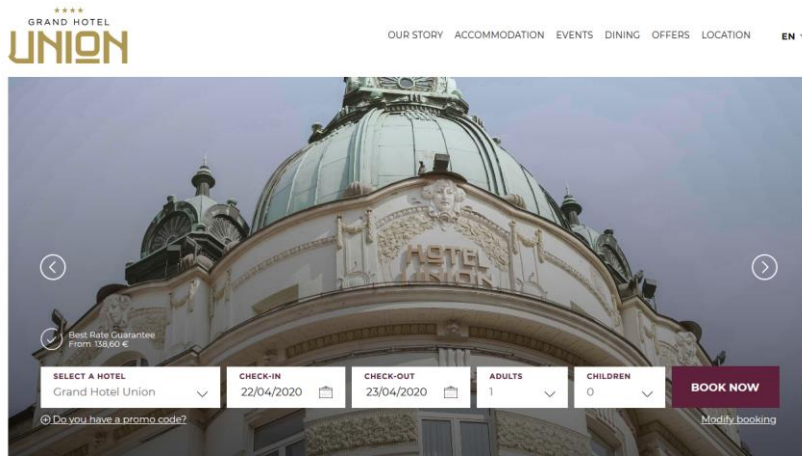 GRAND HOTEL
UNION
OUR STORY ACCOMMODATION EVENTS DINING OFFERS LOCATION EN
HOTEL
UNION
Best Rate Guarantee
From 138,60 €
SELECT A HOTEL
Grand Hotel Union
CHECK-IN
22/04/2020
CHECK-OUT
23/04/2020
ADULTS
1
CHILDREN
0
BOOK NOW
Do you have a promo code?
Modify booking